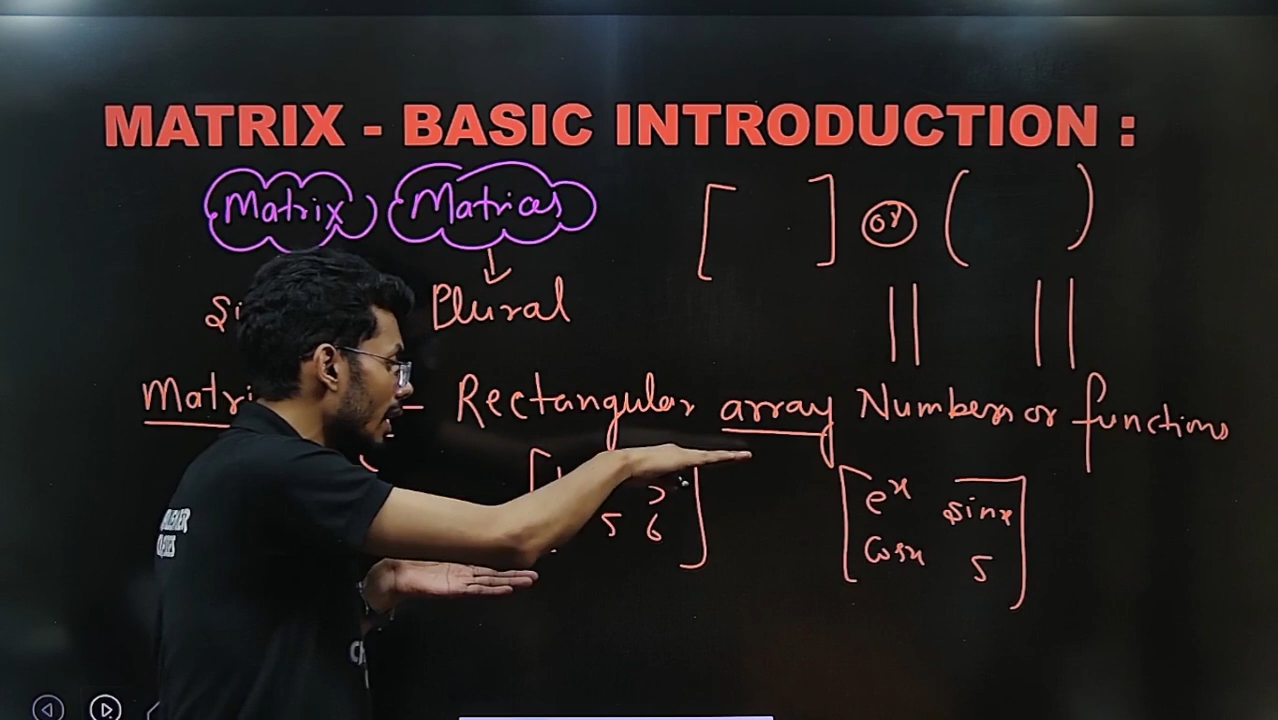 MATRIX - BASIC INTRODUCTION :
Matrix Matrices [ ] or ( )
Plural
Rectangular array Numbers or functions
e^x sinx
5 6
cosx 5